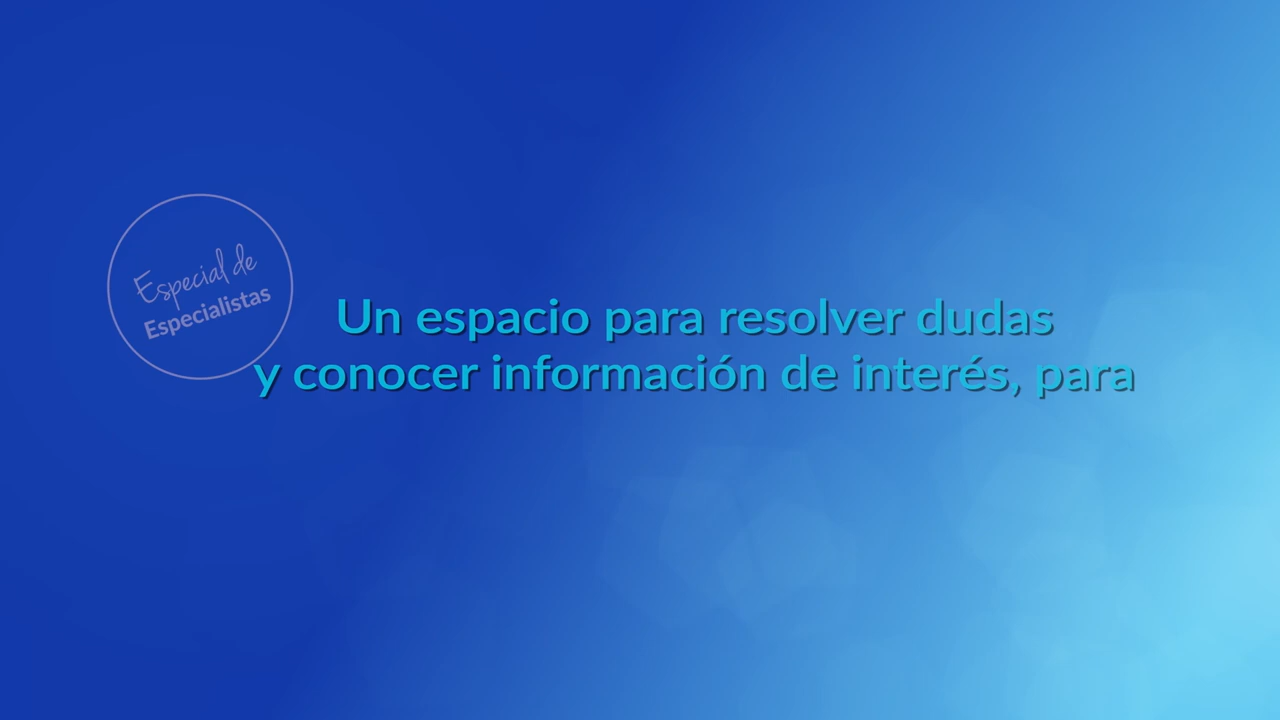 Especial de
Especialistas
Un espacio para resolver dudas
y conocer información de interés, para